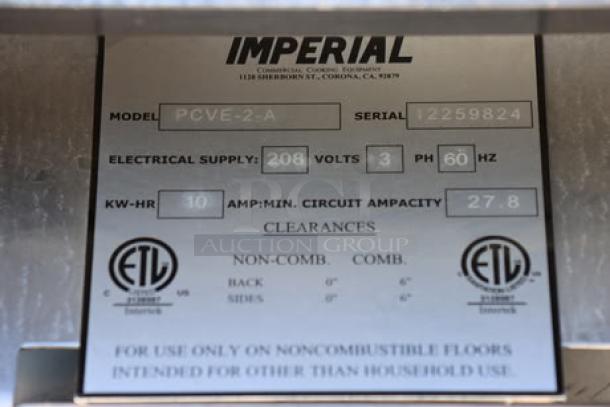 IMPERIAL
COMMERCIAL COOKING EQUIPMENT
1128 SHERBORN ST., CORONA, CA. 92879
MODEL PCVE-2-A SERIAL 12259824
ELECTRICAL SUPPLY: 208 VOLTS 3 PH 60 HZ
KW-HR 10 AMP:MIN. CIRCUIT AMPACITY 27.8
PCI
AUCTION GROUP
CLEARANCES
NON-COMB. COMB.
BACK 0" 6"
SIDES 0" 6"
ETL
C LISTED US
Intertek
ETL
Intertek
FOR USE ONLY ON NONCOMBUSTIBLE FLOORS
INTENDED FOR OTHER THAN HOUSEHOLD USE.